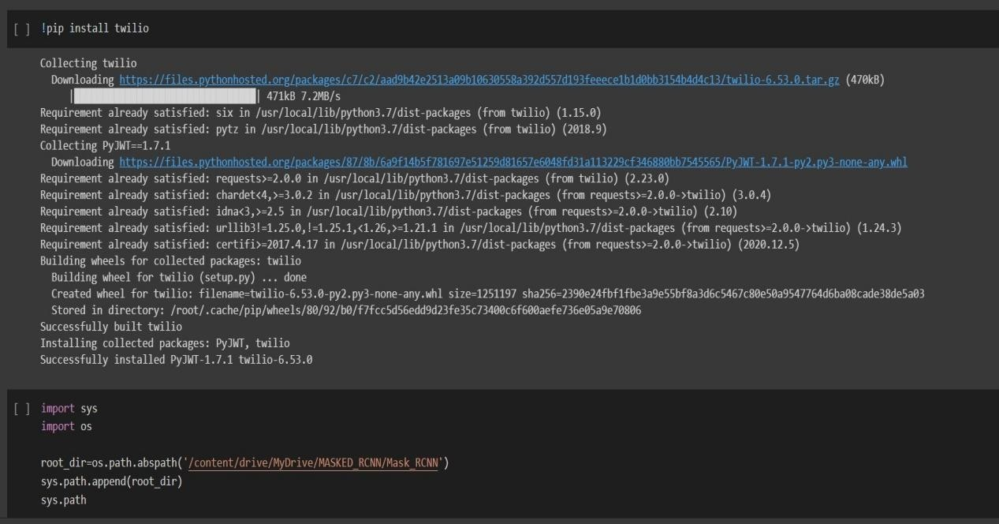 [ ] !pip install twilio
Collecting twilio
Downloading https://files.pythonhosted.org/packages/c7/c2/aad9b42e2513a09b10630558a392d557d193feeece1b1d0bb3154b4d4c13/twilio-6.53.0.tar.gz (470kB)
|████████████████████████████████| 471kB 7.2MB/s
Requirement already satisfied: six in /usr/local/lib/python3.7/dist-packages (from twilio) (1.15.0)
Requirement already satisfied: pytz in /usr/local/lib/python3.7/dist-packages (from twilio) (2018.9)
Collecting PyJWT==1.7.1
Downloading https://files.pythonhosted.org/packages/87/8b/6a9f14b5f781697e51259d81657e6048fd31a113229cf346880bb7545565/PyJWT-1.7.1-py2.py3-none-any.whl
Requirement already satisfied: requests>=2.0.0 in /usr/local/lib/python3.7/dist-packages (from twilio) (2.23.0)
Requirement already satisfied: chardet<4,>=3.0.2 in /usr/local/lib/python3.7/dist-packages (from requests>=2.0.0->twilio) (3.0.4)
Requirement already satisfied: idna<3,>=2.5 in /usr/local/lib/python3.7/dist-packages (from requests>=2.0.0->twilio) (2.10)
Requirement already satisfied: urllib3!=1.25.0,!=1.25.1,<1.26,>=1.21.1 in /usr/local/lib/python3.7/dist-packages (from requests>=2.0.0->twilio) (1.24.3)
Requirement already satisfied: certifi>=2017.4.17 in /usr/local/lib/python3.7/dist-packages (from requests>=2.0.0->twilio) (2020.12.5)
Building wheels for collected packages: twilio
Building wheel for twilio (setup.py) ... done
Created wheel for twilio: filename=twilio-6.53.0-py2.py3-none-any.whl size=1251197 sha256=2390e24fbf1fbe3a9e55bf8a3d6c5467c80e50a9547764d6ba08cade38de5a03
Stored in directory: /root/.cache/pip/wheels/80/92/b0/f7fcc5d56edd9d23fe35c73400c6f600aefe736e05a9e70806
Successfully built twilio
Installing collected packages: PyJWT, twilio
Successfully installed PyJWT-1.7.1 twilio-6.53.0
[ ] import sys
import os
root_dir=os.path.abspath('/content/drive/MyDrive/MASKED_RCNN/Mask_RCNN')
sys.path.append(root_dir)
sys.path